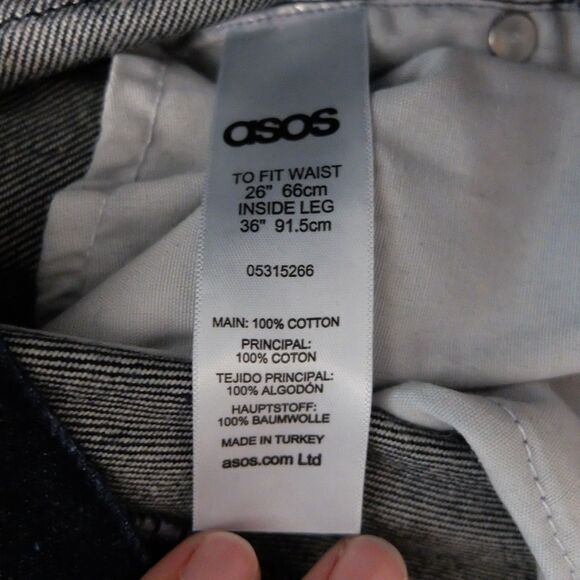 asos
TO FIT WAIST
26" 66cm
INSIDE LEG
36" 91.5cm
05315266
MAIN: 100% COTTON
PRINCIPAL:
100% COTON
TEJIDO PRINCIPAL:
100% ALGODÓN
HAUPTSTOFF:
100% BAUMWOLLE
MADE IN TURKEY
asos.com Ltd